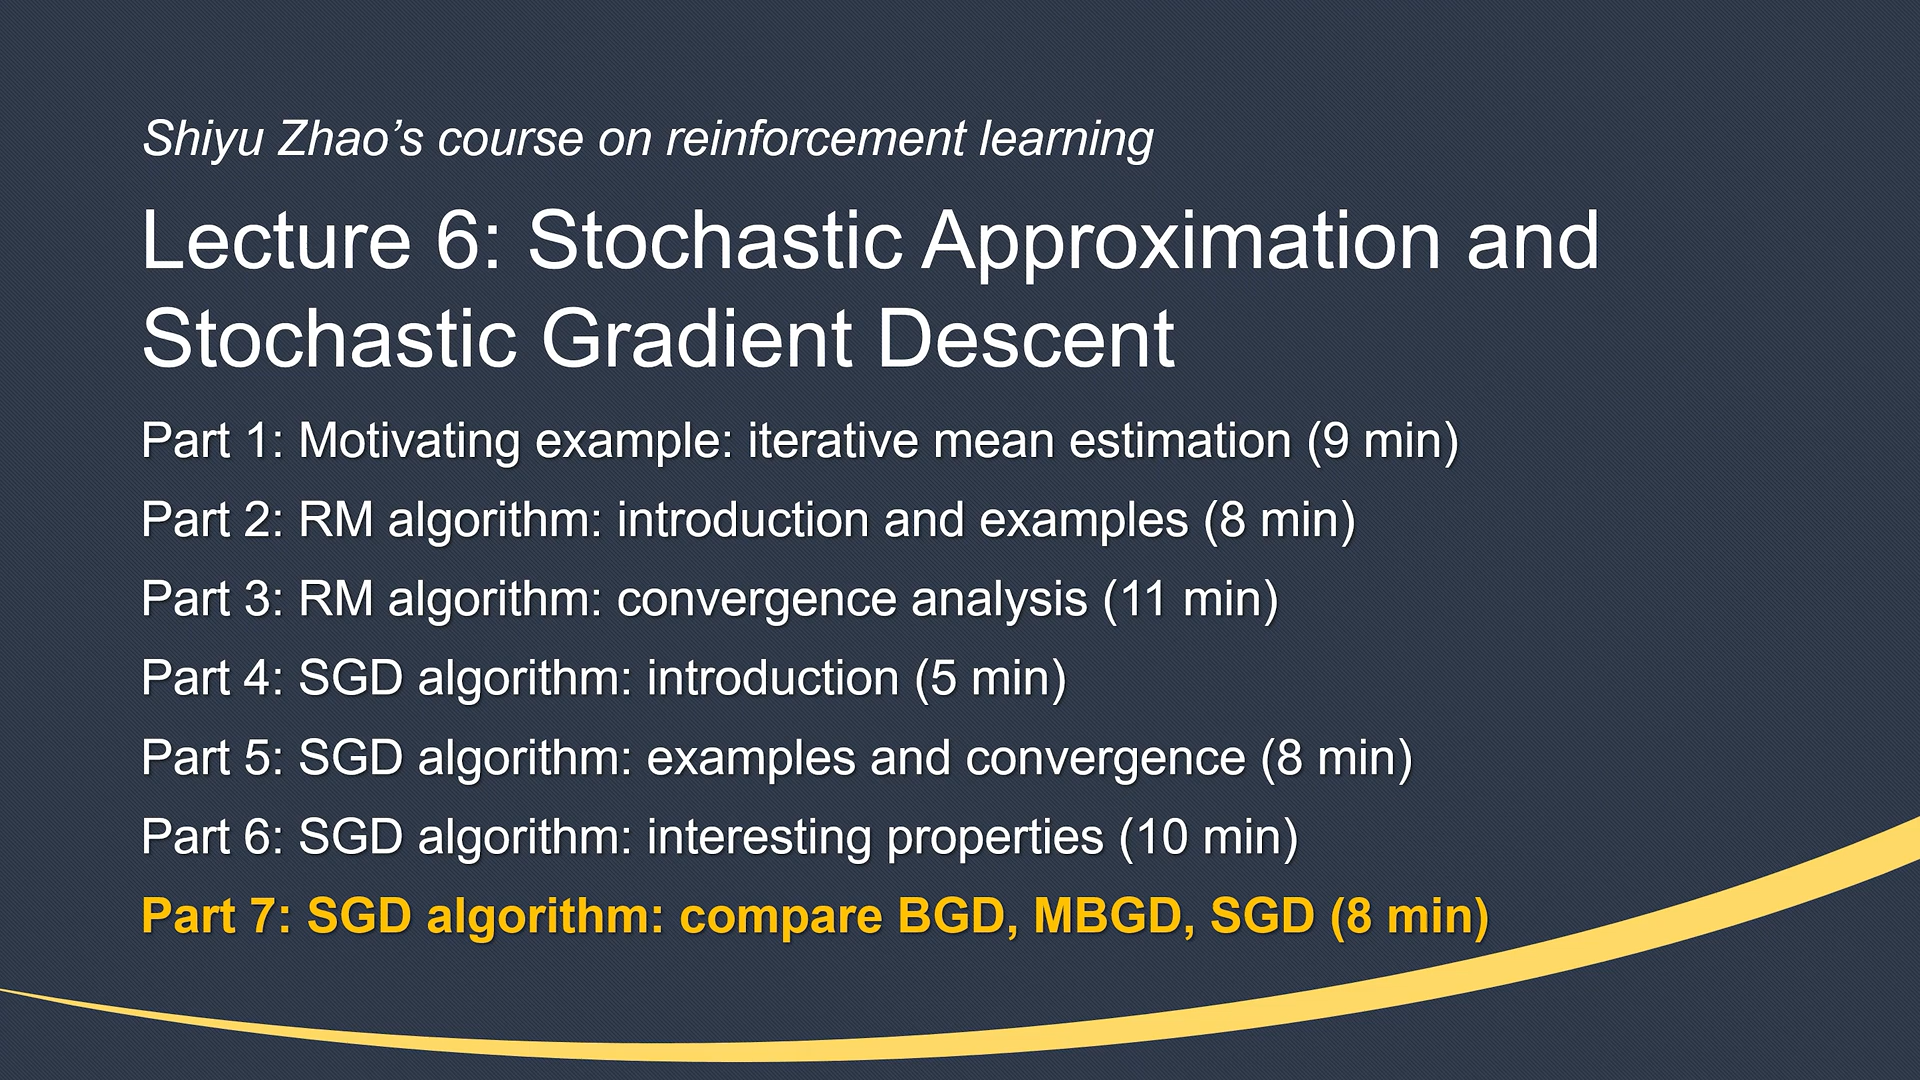 Shiyu Zhao’s course on reinforcement learning
Lecture 6: Stochastic Approximation and
Stochastic Gradient Descent
Part 1: Motivating example: iterative mean estimation (9 min)
Part 2: RM algorithm: introduction and examples (8 min)
Part 3: RM algorithm: convergence analysis (11 min)
Part 4: SGD algorithm: introduction (5 min)
Part 5: SGD algorithm: examples and convergence (8 min)
Part 6: SGD algorithm: interesting properties (10 min)
Part 7: SGD algorithm: compare BGD, MBGD, SGD (8 min)